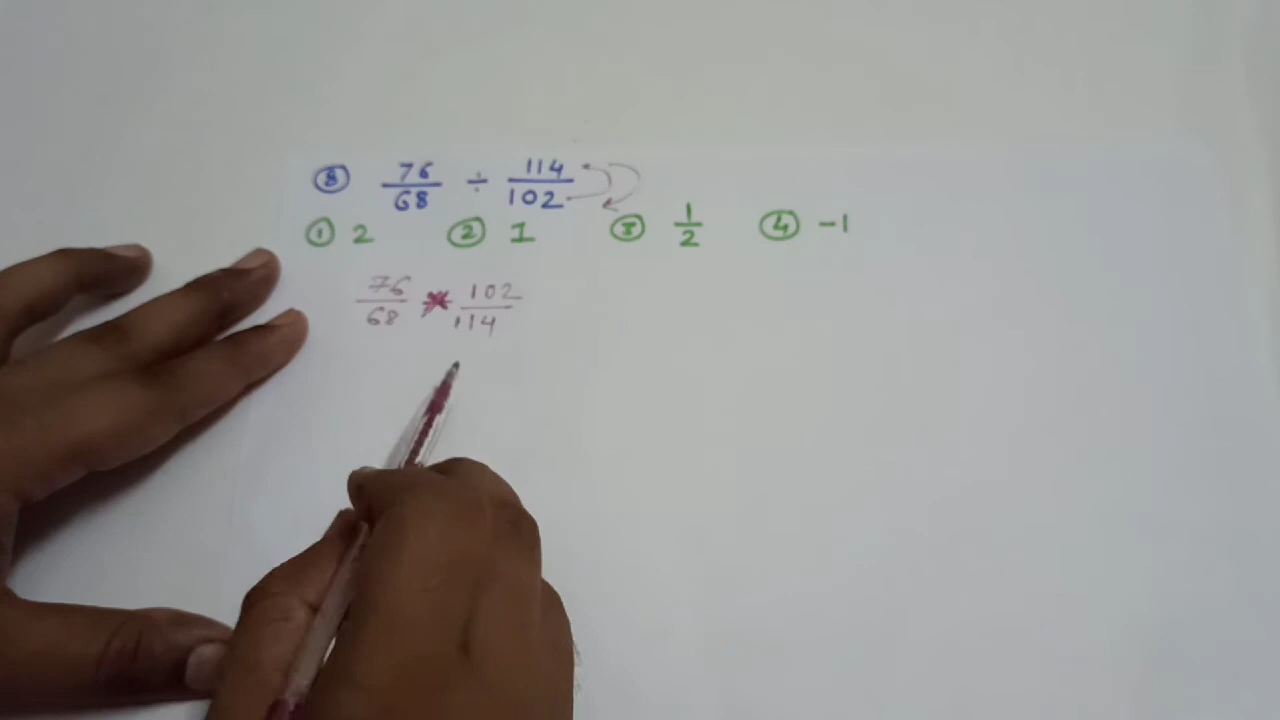 ⑧ 76/68 ÷ 114/102
① 2 ② 1 ③ 1/2 ④ -1
76/68 × 102/114